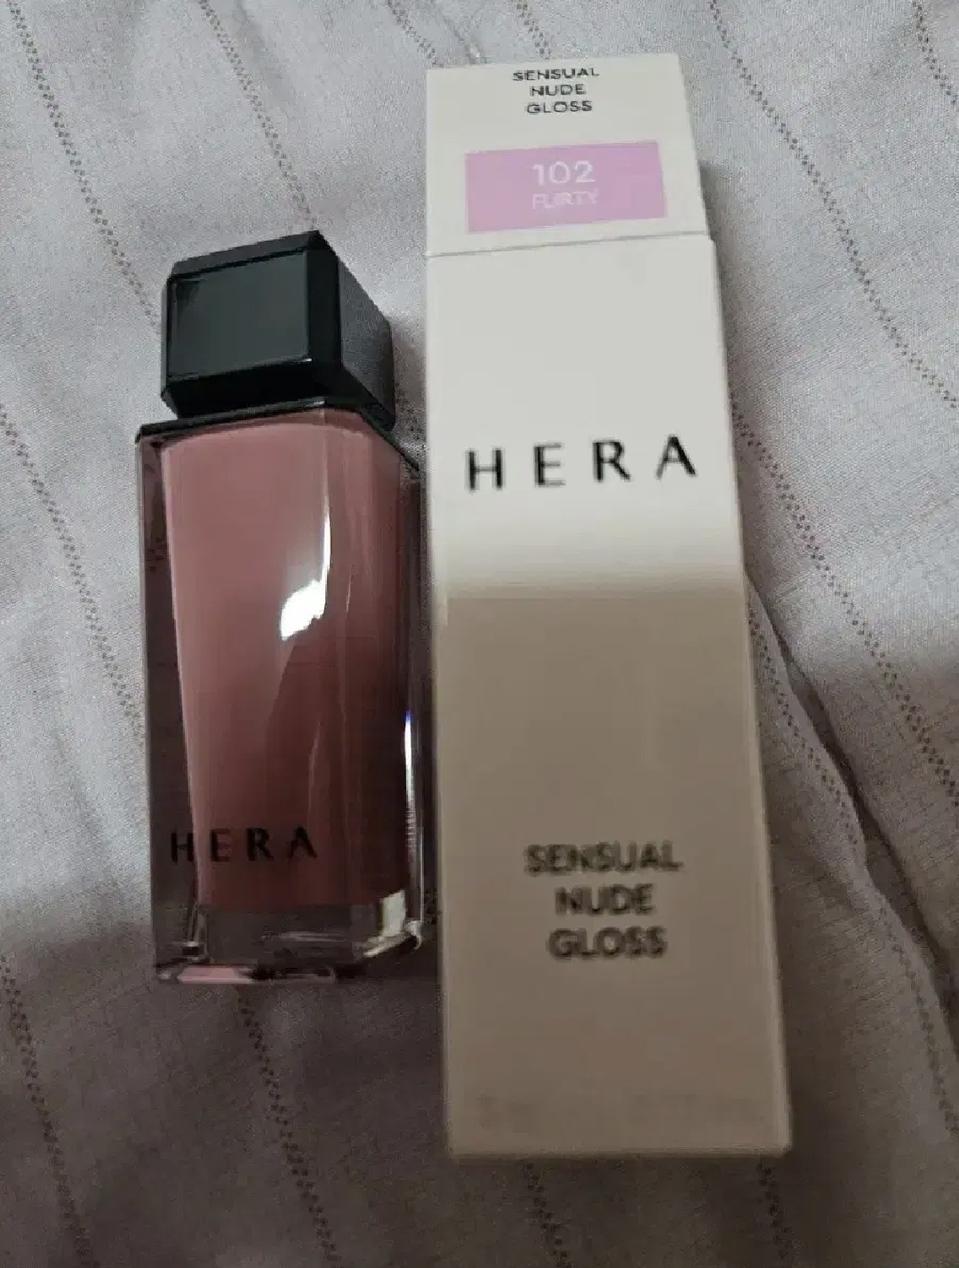 SENSUAL
NUDE
GLOSS
102
FLIRTY
HERA
SENSUAL
NUDE
GLOSS
HERA